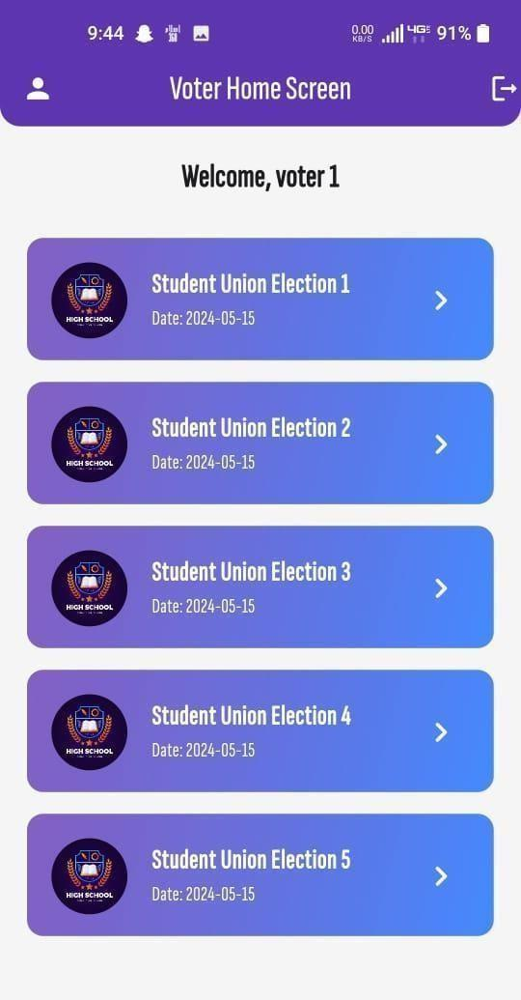 9:44
0.00
KB/S
4G
91%
Voter Home Screen
Welcome, voter 1
HIGH SCHOOL
Student Union Election 1
Date: 2024-05-15
HIGH SCHOOL
Student Union Election 2
Date: 2024-05-15
HIGH SCHOOL
Student Union Election 3
Date: 2024-05-15
HIGH SCHOOL
Student Union Election 4
Date: 2024-05-15
HIGH SCHOOL
Student Union Election 5
Date: 2024-05-15